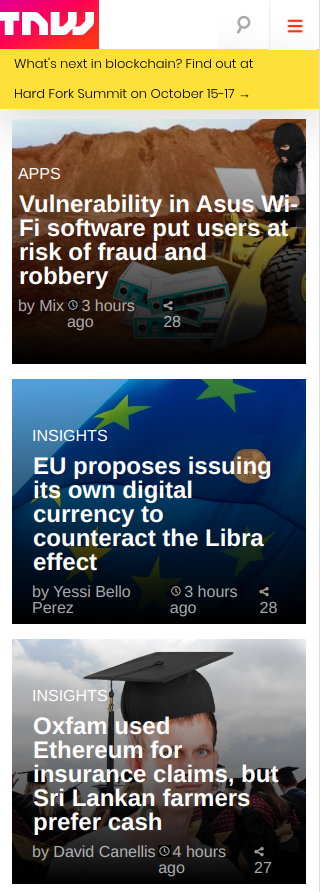 TNW
What's next in blockchain? Find out at
Hard Fork Summit on October 15-17 →
APPS
Vulnerability in Asus Wi-
Fi software put users at
risk of fraud and
robbery
by Mix 3 hours
ago
28
INSIGHTS
EU proposes issuing
its own digital
currency to
counteract the Libra
effect
by Yessi Bello
Perez
3 hours
ago
28
INSIGHTS
Oxfam used
Ethereum for
insurance claims, but
Sri Lankan farmers
prefer cash
by David Canellis 4 hours
ago
27